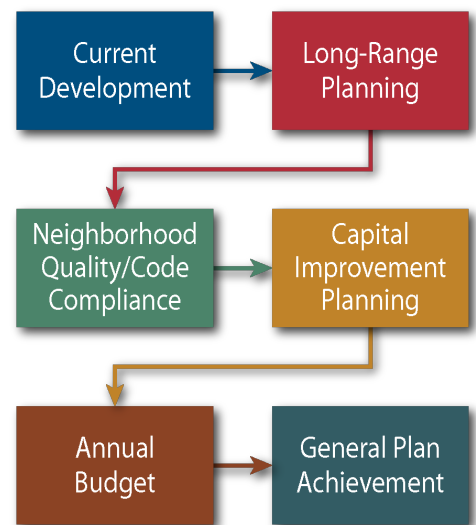 Current
Development
Long-Range
Planning
Neighborhood
Quality/Code
Compliance
Capital
Improvement
Planning
Annual
Budget
General Plan
Achievement